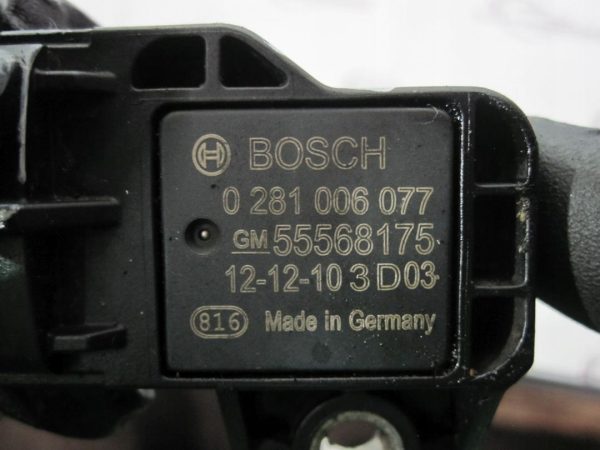 BOSCH
0 281 006 077
GM 55568175
12-12-10 3 D03
816 Made in Germany